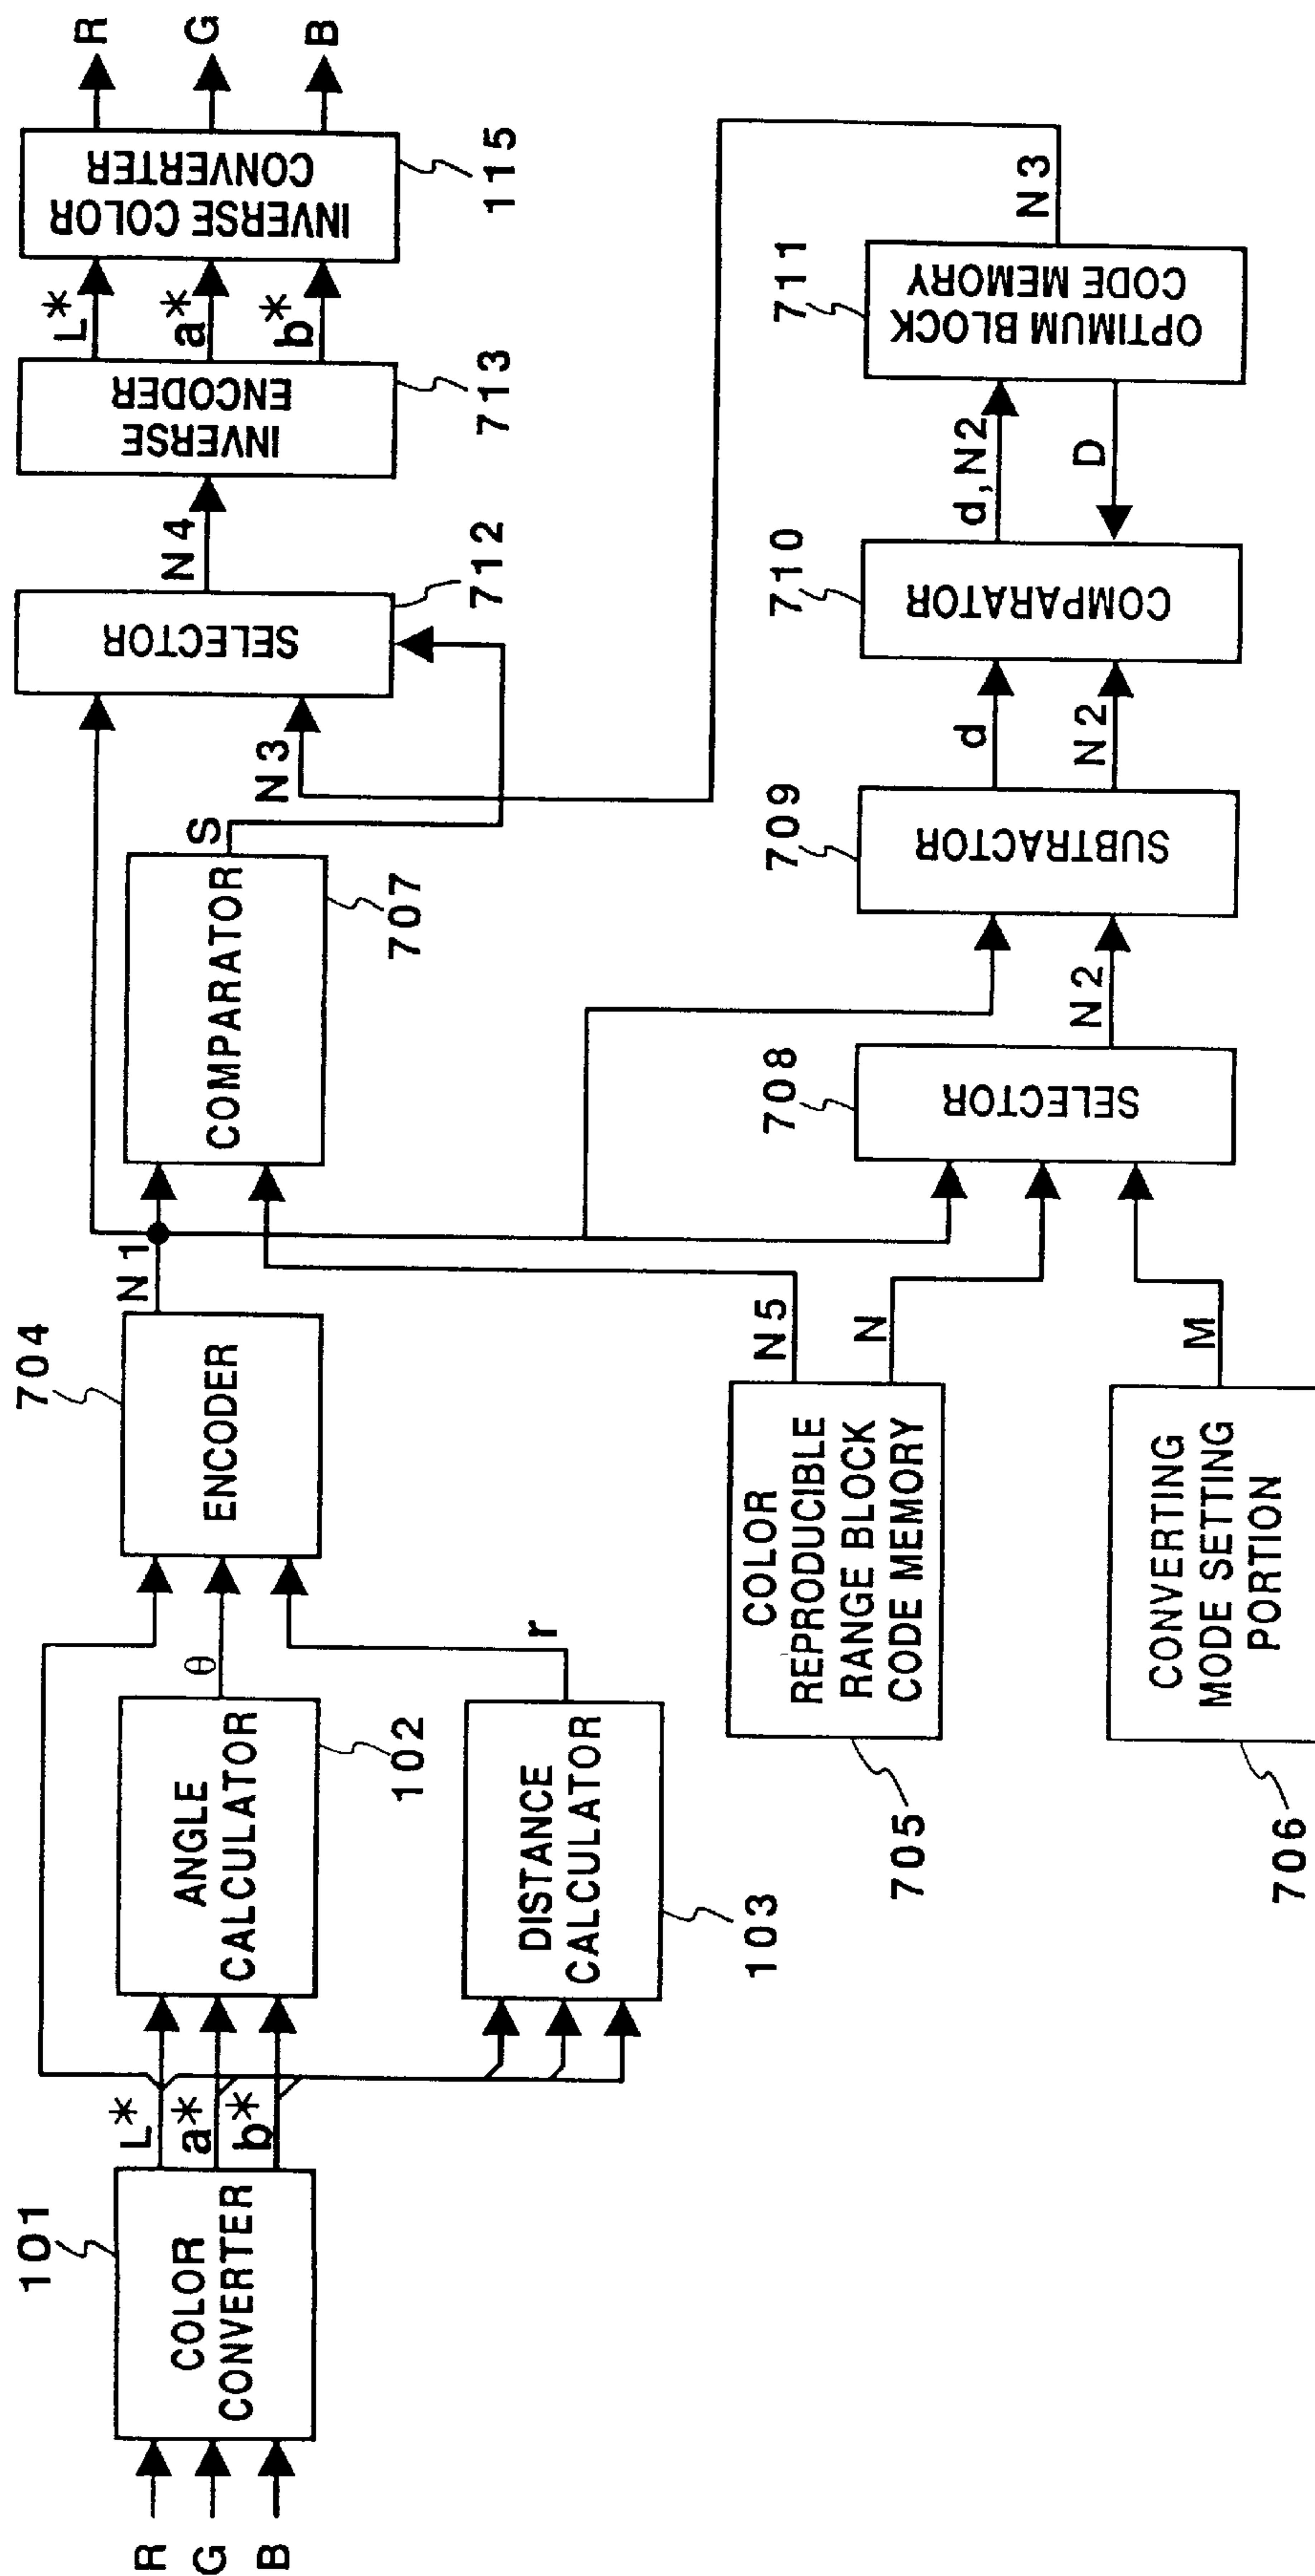 R
G
B
101
COLOR
CONVERTER
L*
a*
b*
ANGLE
CALCULATOR
102
θ
DISTANCE
CALCULATOR
103
r
704
ENCODER
N1
COLOR
REPRODUCIBLE
RANGE BLOCK
CODE MEMORY
705
N5
N
CONVERTING
MODE SETTING
PORTION
706
M
COMPARATOR
707
S
708
SELECTOR
N2
709
SUBTRACTOR
d
N2
710
COMPARATOR
d,N2
D
711
OPTIMUM BLOCK
CODE MEMORY
N3
N3
SELECTOR
712
N4
INVERSE
ENCODER
713
L*
a*
b*
INVERSE COLOR
CONVERTER
115
R
G
B